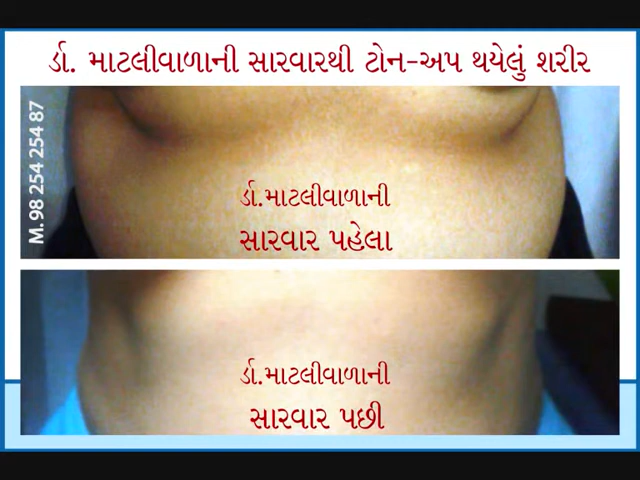 ર્ડા. માટલીવાળાની સારવારથી ટોન-અપ થયેલું શરીર
M.98 254 254 87
ર્ડા.માટલીવાળાની
સારવાર પહેલા
ર્ડા.માટલીવાળાની
સારવાર પછી